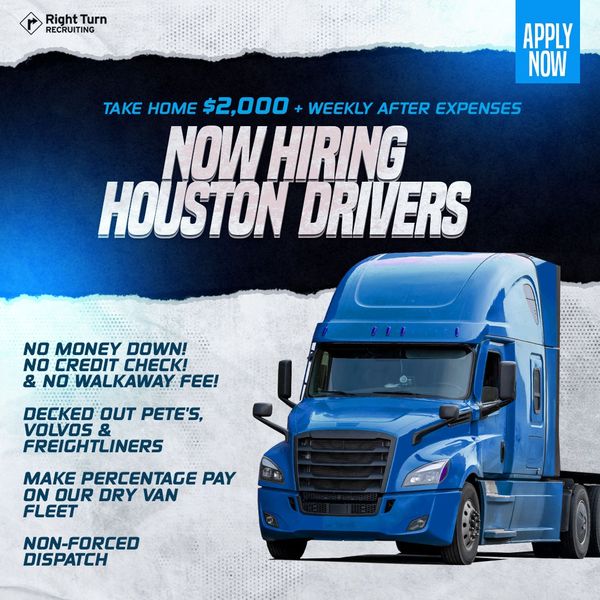 Right Turn
RECRUITING
APPLY
NOW
TAKE HOME $2,000 + WEEKLY AFTER EXPENSES
NOW HIRING
HOUSTON DRIVERS
NO MONEY DOWN!
NO CREDIT CHECK!
& NO WALKAWAY FEE!
DECKED OUT PETE'S,
VOLVOS &
FREIGHTLINERS
MAKE PERCENTAGE PAY
ON OUR DRY VAN
FLEET
NON-FORCED
DISPATCH